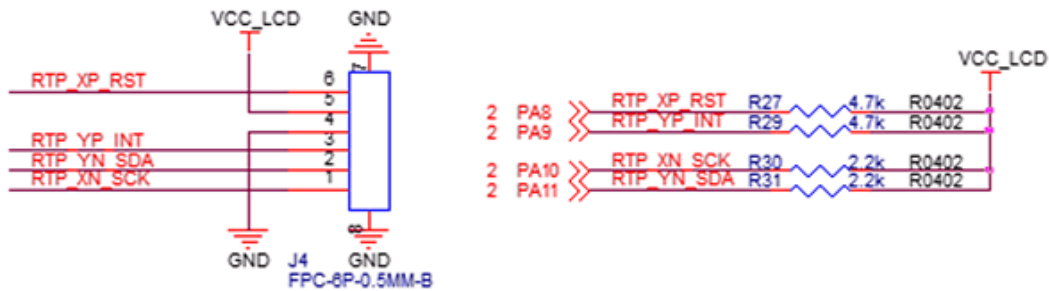 VCC_LCD GND
VCC_LCD
7
RTP_XP_RST 6
5
4
RTP_YP_INT 3
RTP_YN_SDA 2
RTP_XN_SCK 1
8
GND J4 GND
FPC-6P-0.5MM-B
2 PA8 RTP_XP_RST R27 4.7k R0402
2 PA9 RTP_YP_INT R29 4.7k R0402
2 PA10 RTP_XN_SCK R30 2.2k R0402
2 PA11 RTP_YN_SDA R31 2.2k R0402